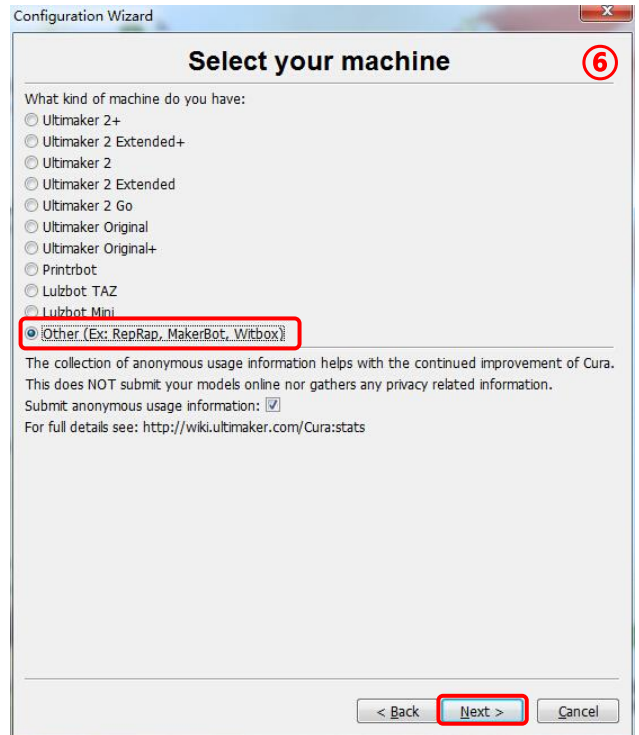 Configuration Wizard
x
Select your machine
⑥
What kind of machine do you have:
Ultimaker 2+
Ultimaker 2 Extended+
Ultimaker 2
Ultimaker 2 Extended
Ultimaker 2 Go
Ultimaker Original
Ultimaker Original+
Printrbot
Lulzbot TAZ
Lulzbot Mini
Other (Ex: RepRap, MakerBot, Witbox)
The collection of anonymous usage information helps with the continued improvement of Cura.
This does NOT submit your models online nor gathers any privacy related information.
Submit anonymous usage information:
For full details see: http://wiki.ultimaker.com/Cura:stats
< Back Next > Cancel